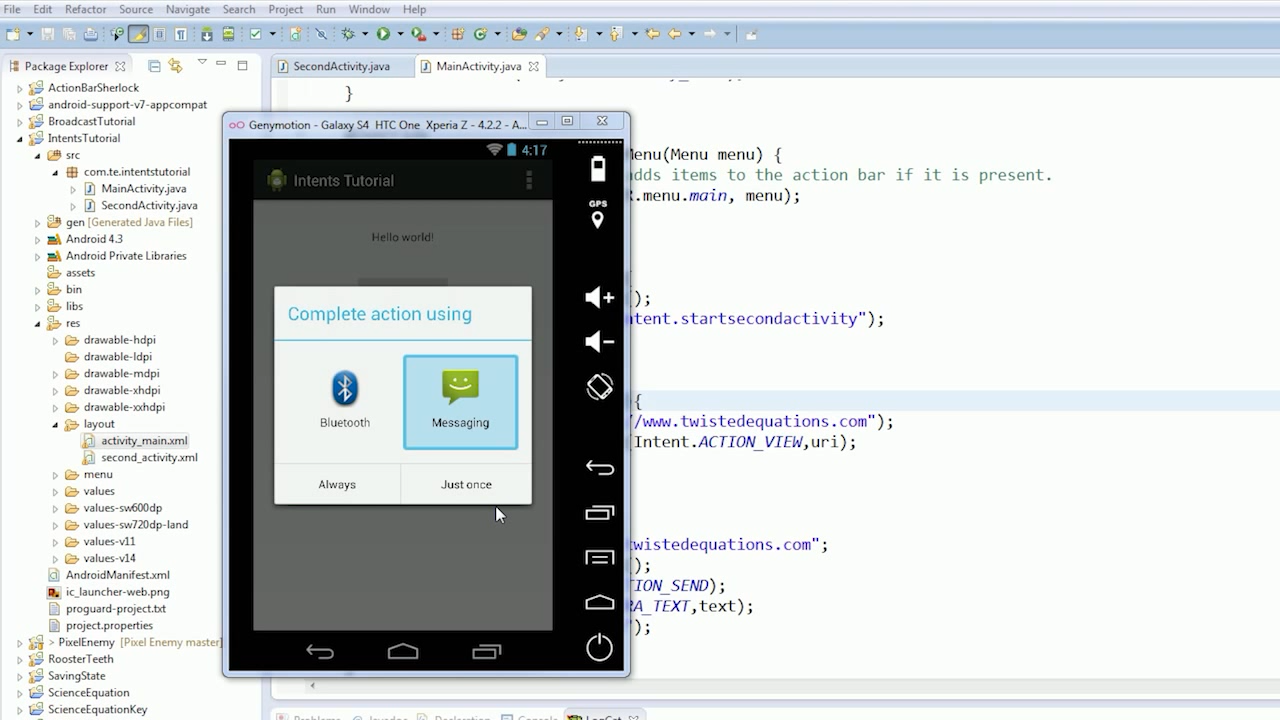 File Edit Refactor Source Navigate Search Project Run Window Help
Package Explorer
SecondActivity.java
MainActivity.java
ActionBarSherlock
android-support-v7-appcompat
BroadcastTutorial
IntentsTutorial
src
com.te.intentstutorial
MainActivity.java
SecondActivity.java
gen [Generated Java Files]
Android 4.3
Android Private Libraries
assets
bin
libs
res
drawable-hdpi
drawable-ldpi
drawable-mdpi
drawable-xhdpi
drawable-xxhdpi
layout
activity_main.xml
second_activity.xml
menu
values
values-sw600dp
values-sw720dp-land
values-v11
values-v14
AndroidManifest.xml
ic_launcher-web.png
proguard-project.txt
project.properties
> PixelEnemy [Pixel Enemy master]
RoosterTeeth
SavingState
ScienceEquation
ScienceEquationKey
Genymotion - Galaxy S4 HTC One Xperia Z - 4.2.2 - A...
4:17
Intents Tutorial
Hello world!
Complete action using
Bluetooth
Messaging
Always
Just once
GPS
}
Menu(Menu menu) {
adds items to the action bar if it is present.
R.menu.main, menu);
);
ntent.startsecondactivity");
{
//www.twistedequations.com");
(Intent.ACTION_VIEW,uri);
twistedequations.com";
);
TION_SEND);
RA_TEXT,text);
");
Problems
Javadoc
Declaration
Console
LogCat